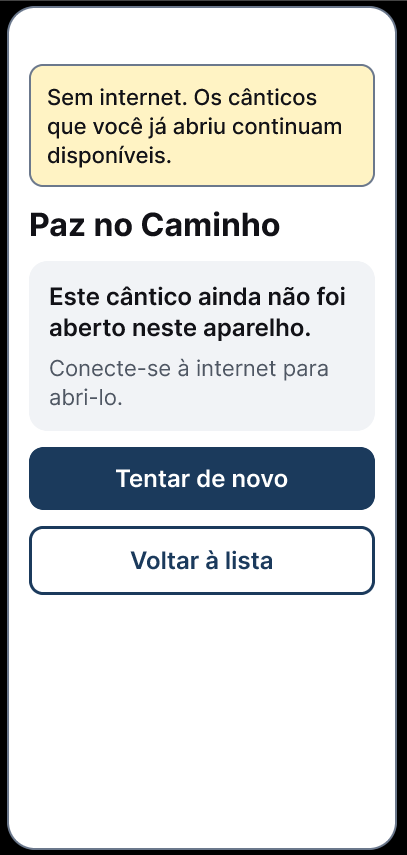 Sem internet. Os cânticos
que você já abriu continuam
disponíveis.
Paz no Caminho
Este cântico ainda não foi
aberto neste aparelho.
Conecte-se à internet para
abri-lo.
Tentar de novo
Voltar à lista